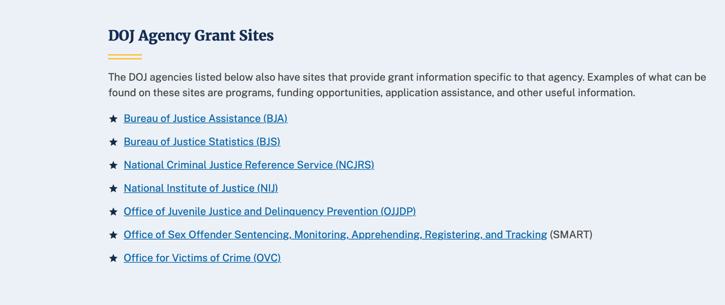 DOJ Agency Grant Sites
The DOJ agencies listed below also have sites that provide grant information specific to that agency. Examples of what can be
found on these sites are programs, funding opportunities, application assistance, and other useful information.
Bureau of Justice Assistance (BJA)
Bureau of Justice Statistics (BJS)
National Criminal Justice Reference Service (NCJRS)
National Institute of Justice (NIJ)
Office of Juvenile Justice and Delinquency Prevention (OJJDP)
Office of Sex Offender Sentencing, Monitoring, Apprehending, Registering, and Tracking (SMART)
Office for Victims of Crime (OVC)